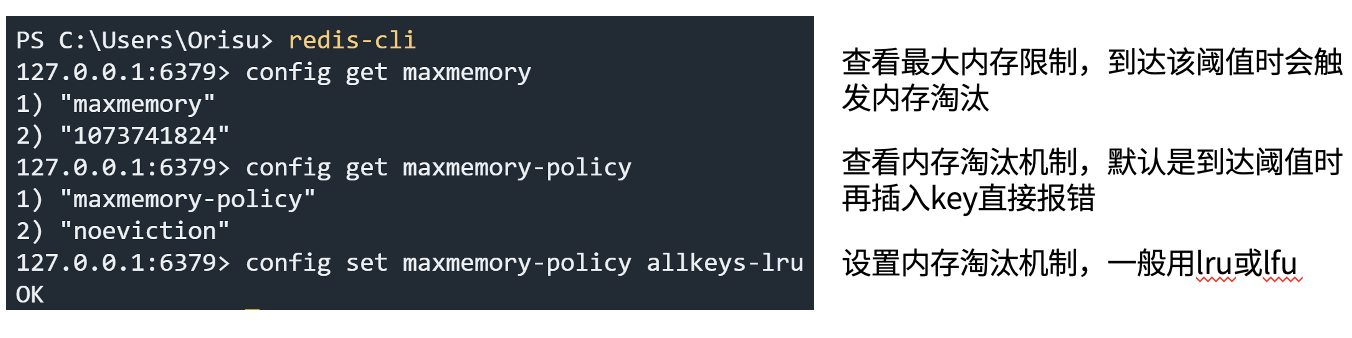 PS C:\Users\Orisu> redis-cli
127.0.0.1:6379> config get maxmemory
1) "maxmemory"
2) "1073741824"
127.0.0.1:6379> config get maxmemory-policy
1) "maxmemory-policy"
2) "noeviction"
127.0.0.1:6379> config set maxmemory-policy allkeys-lru
OK
查看最大内存限制，到达该阈值时会触
发内存淘汰
查看内存淘汰机制，默认是到达阈值时
再插入key直接报错
设置内存淘汰机制，一般用lru或lfu